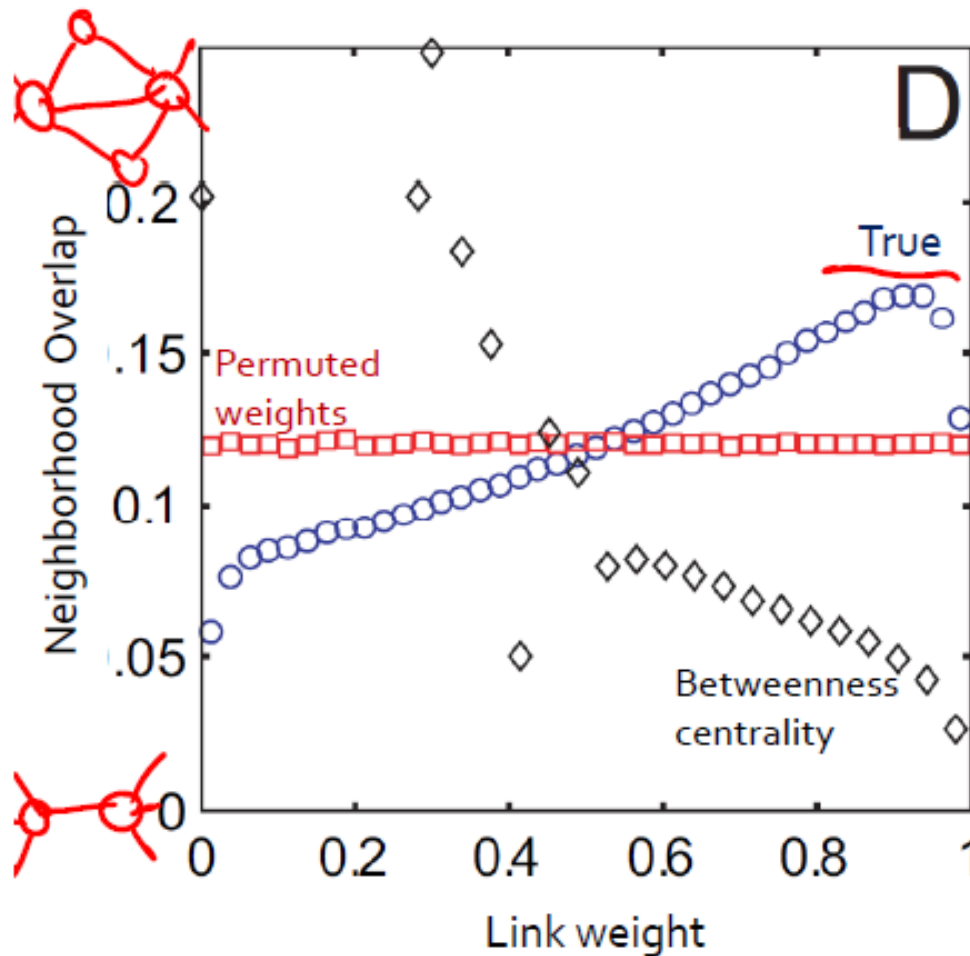 D
0.2
True
Permuted
weights
.15
0.1
.05
Betweenness
centrality
0
0 0.2 0.4 0.6 0.8 1
Neighborhood Overlap
Link weight